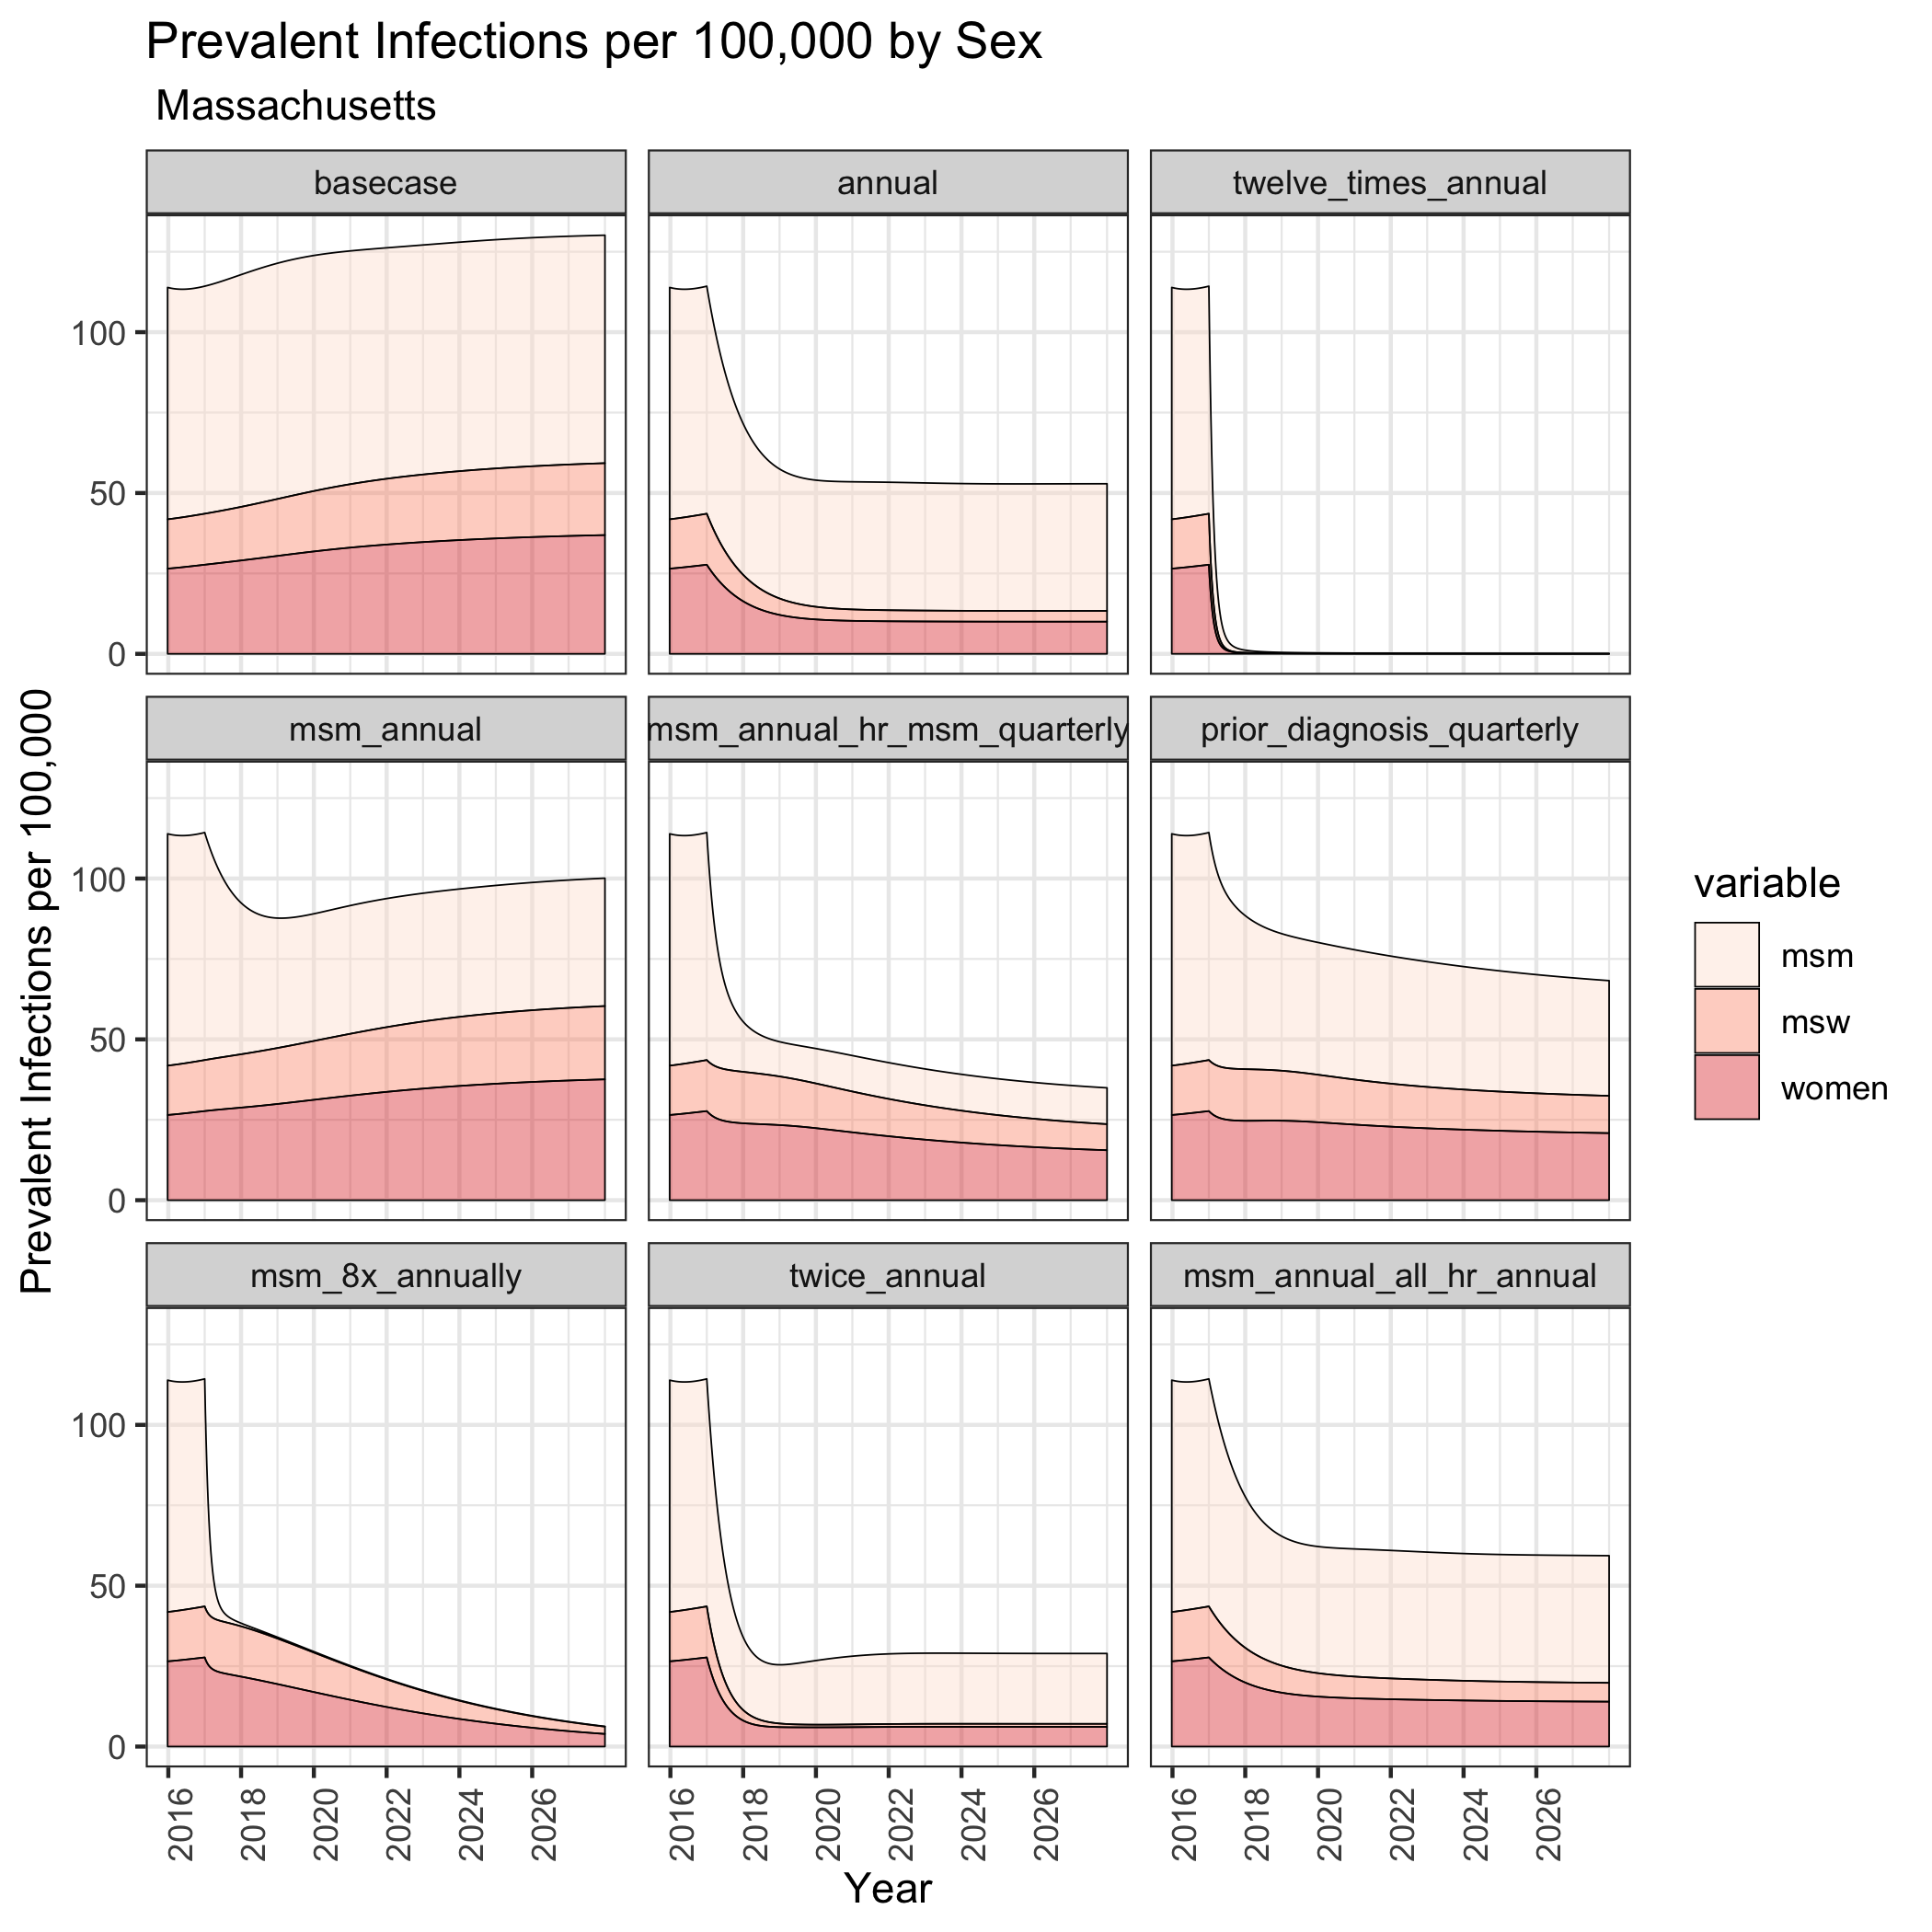 Prevalent Infections per 100,000 by Sex
Massachusetts
basecase
annual
twelve_times_annual
100
50
0
msm_annual
msm_annual_hr_msm_quarterly
prior_diagnosis_quarterly
100
50
0
msm_8x_annually
twice_annual
msm_annual_all_hr_annual
100
50
0
2016 2018 2020 2022 2024 2026
2016 2018 2020 2022 2024 2026
2016 2018 2020 2022 2024 2026
Year
Prevalent Infections per 100,000
variable
msm
msw
women